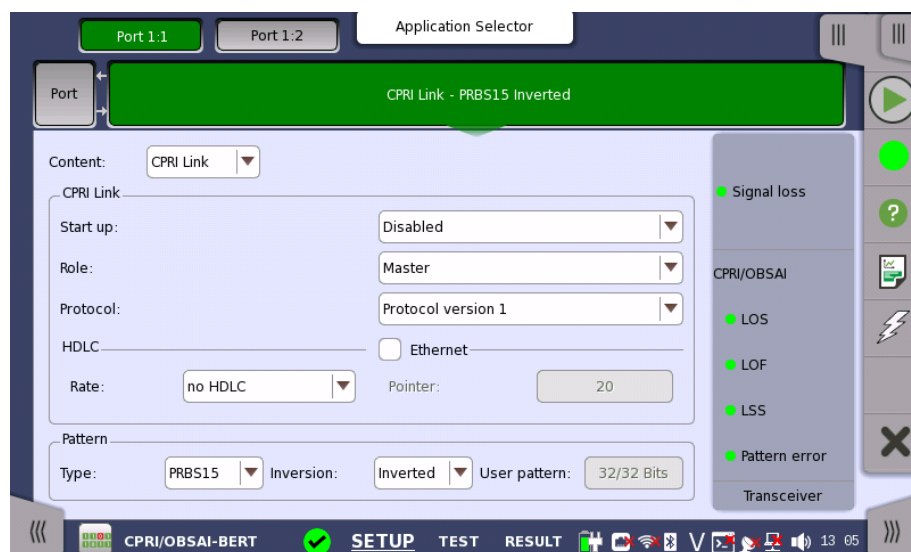 Application Selector
Port 1:1
Port 1:2
Port
CPRI Link - PRBS15 Inverted
Content:
CPRI Link
CPRI Link
Start up:
Disabled
Role:
Master
Protocol:
Protocol version 1
HDLC
Ethernet
Rate:
no HDLC
Pointer:
20
Pattern
Type:
PRBS15
Inversion:
Inverted
User pattern:
32/32 Bits
Signal loss
CPRI/OBSAI
LOS
LOF
LSS
Pattern error
Transceiver
CPRI/OBSAI-BERT
SETUP
TEST
RESULT
13 05